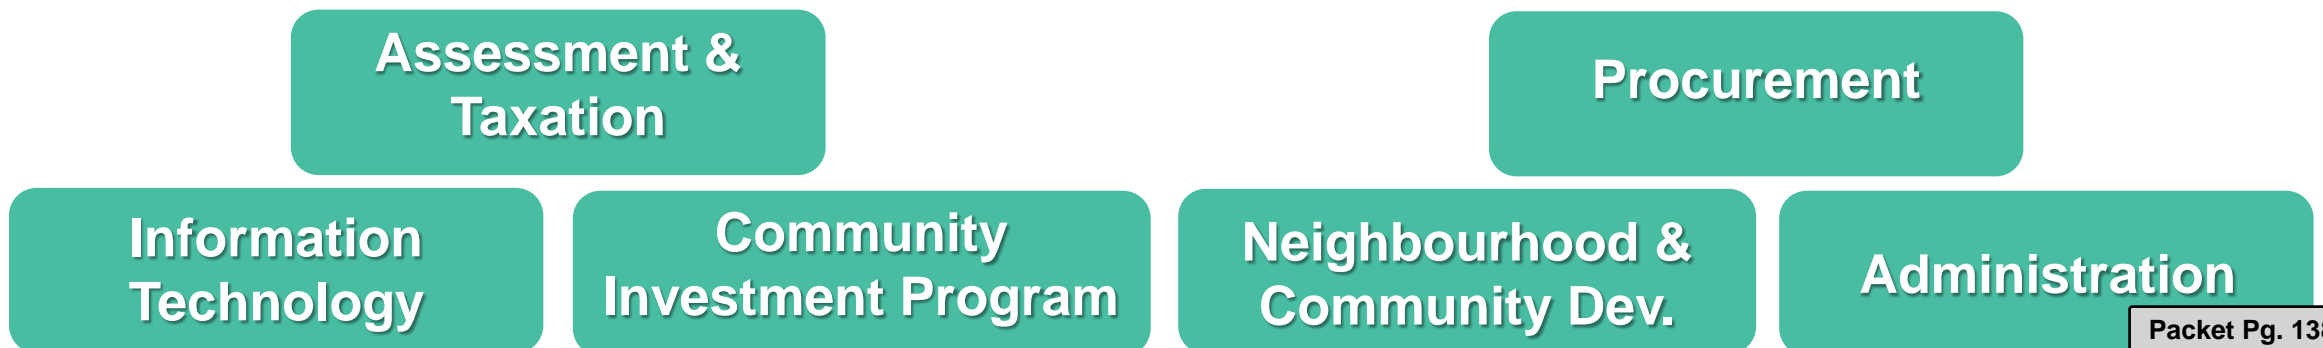 Assessment &
Taxation
Procurement
Information
Technology
Community
Investment Program
Neighbourhood &
Community Dev.
Administration
Packet Pg.